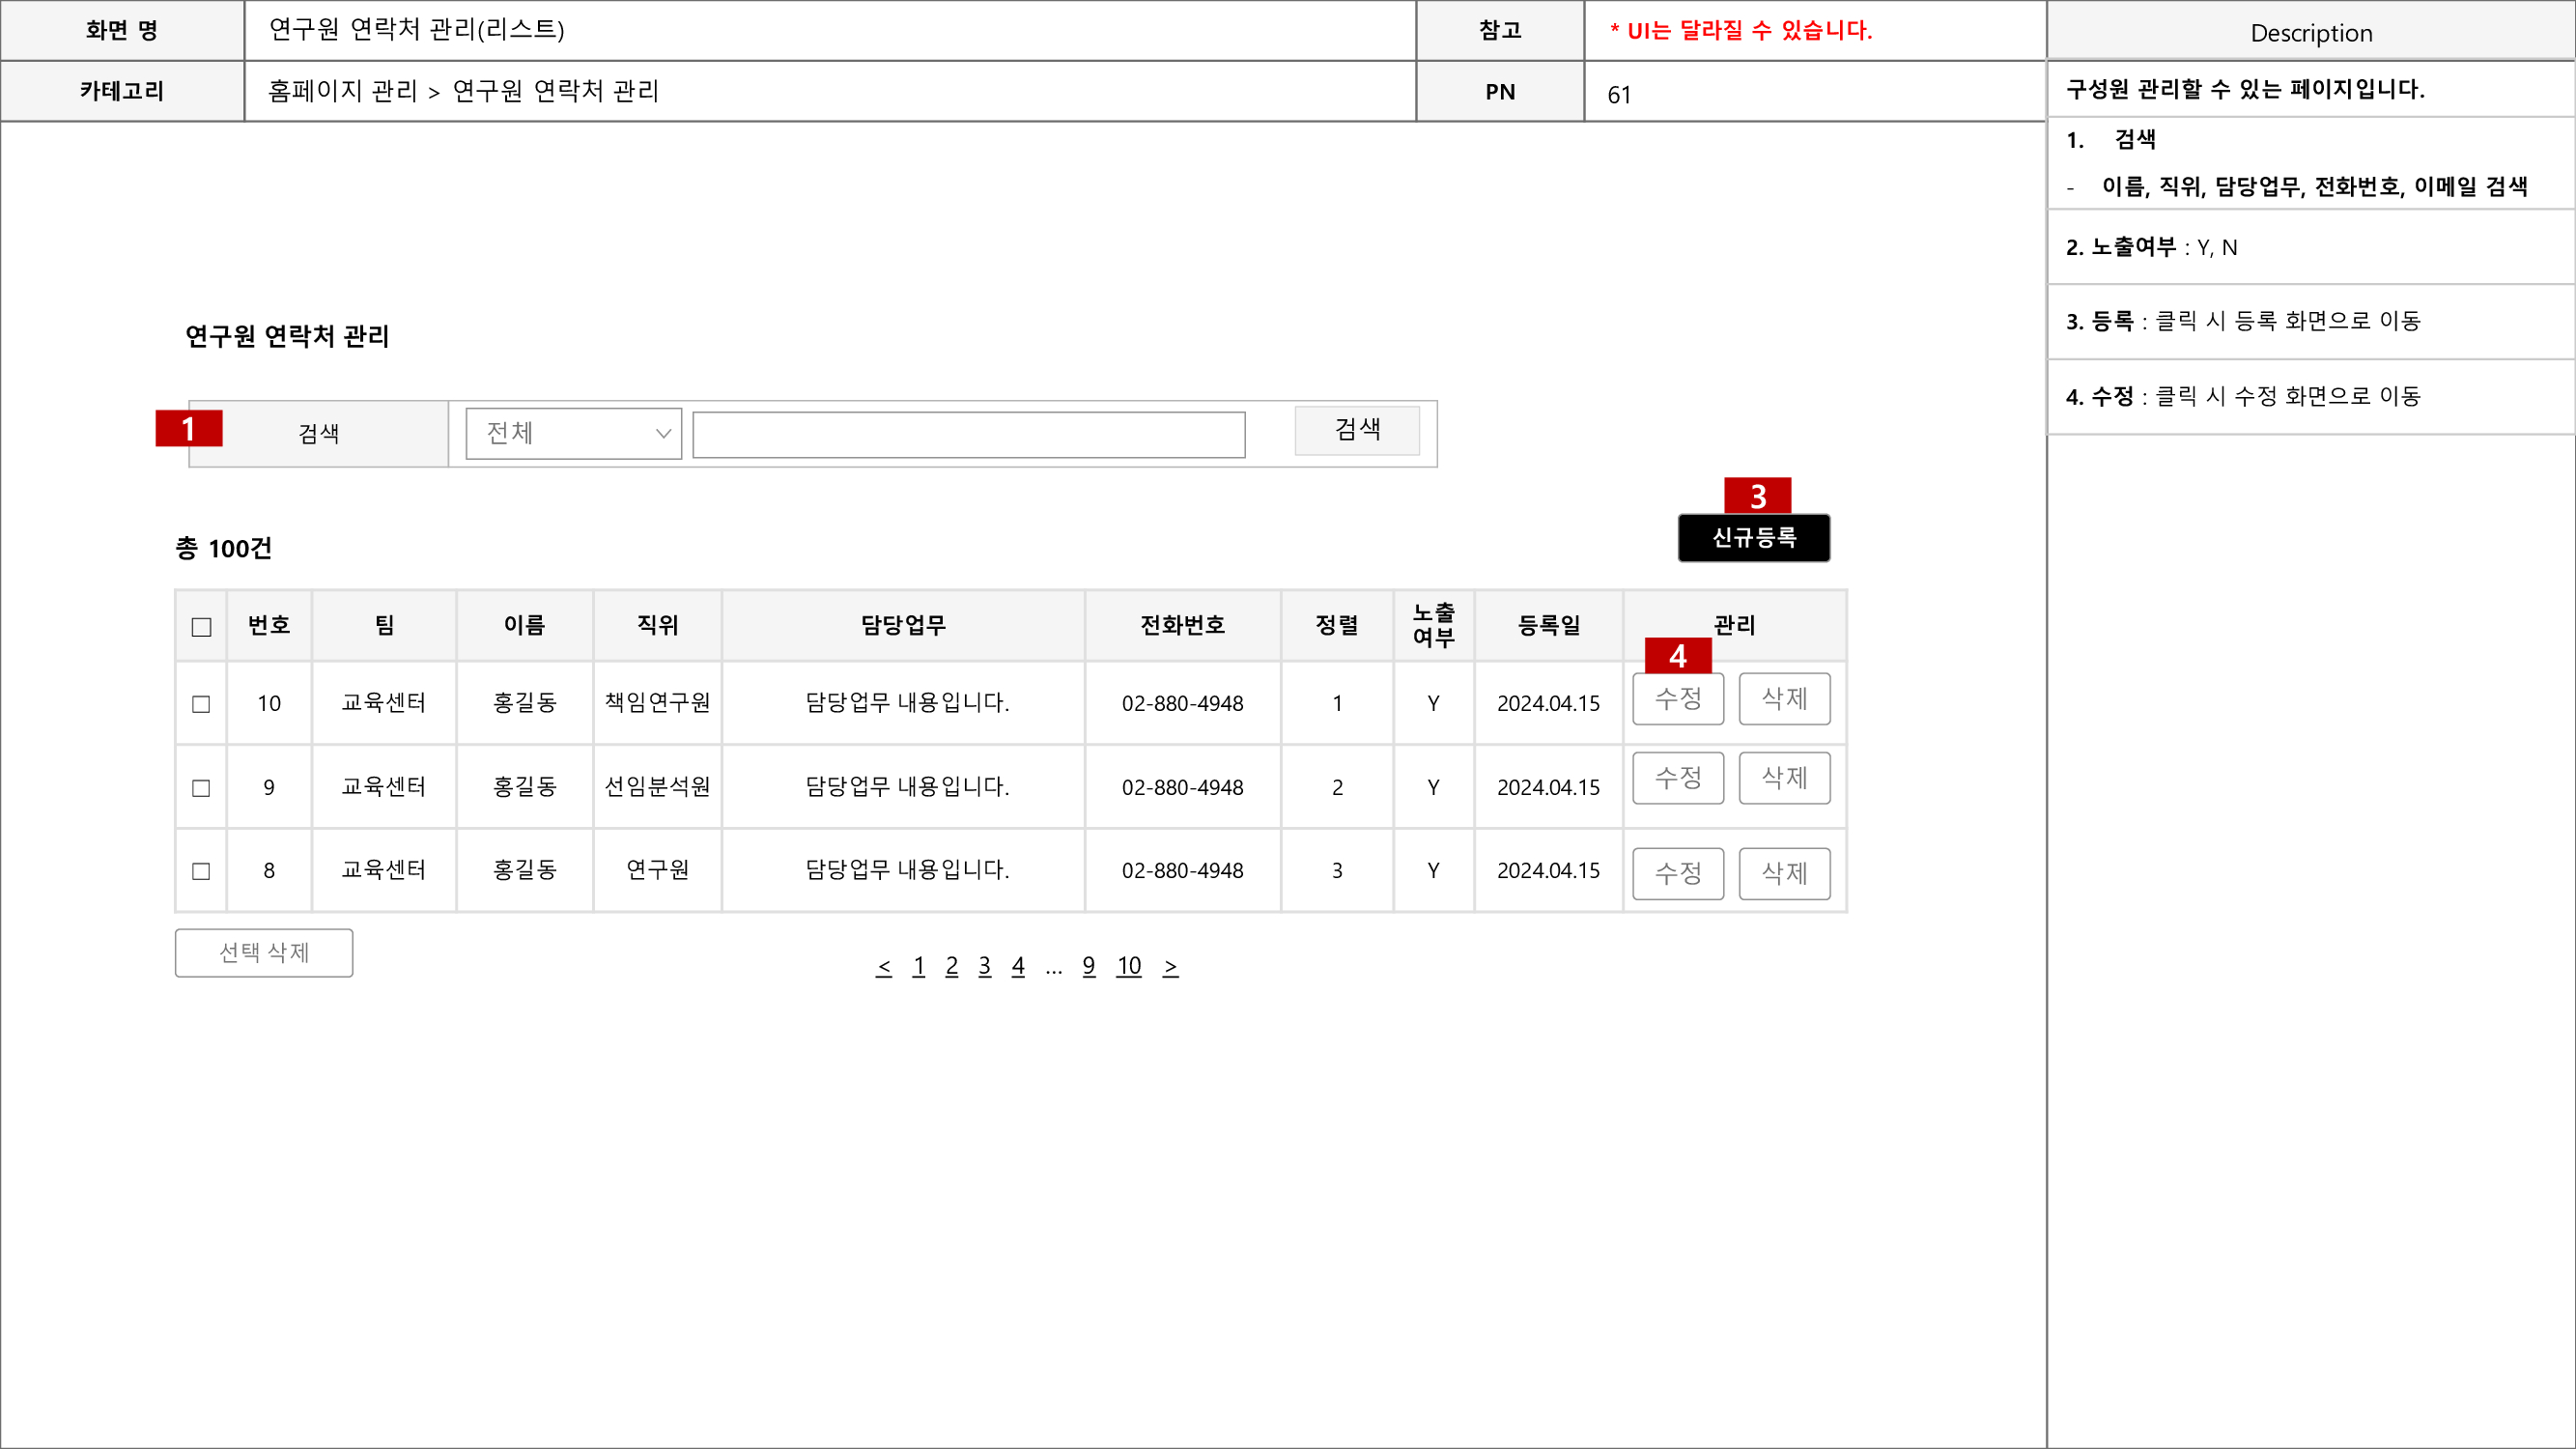 화면 명 연구원 연락처 관리(리스트) 참고 * UI는 달라질 수 있습니다.
카테고리 홈페이지 관리 > 연구원 연락처 관리 PN 61
연구원 연락처 관리
1 검색 전체 검색
3
신규등록
총 100건
번호 팀 이름 직위 담당업무 전화번호 정렬 노출 여부 등록일 관리
4
10 교육센터 홍길동 책임연구원 담당업무 내용입니다. 02-880-4948 1 Y 2024.04.15 수정 삭제
9 교육센터 홍길동 선임분석원 담당업무 내용입니다. 02-880-4948 2 Y 2024.04.15 수정 삭제
8 교육센터 홍길동 연구원 담당업무 내용입니다. 02-880-4948 3 Y 2024.04.15 수정 삭제
선택 삭제
< 1 2 3 4 ... 9 10 >
Description
구성원 관리할 수 있는 페이지입니다.
1. 검색
- 이름, 직위, 담당업무, 전화번호, 이메일 검색
2. 노출여부 : Y, N
3. 등록 : 클릭 시 등록 화면으로 이동
4. 수정 : 클릭 시 수정 화면으로 이동